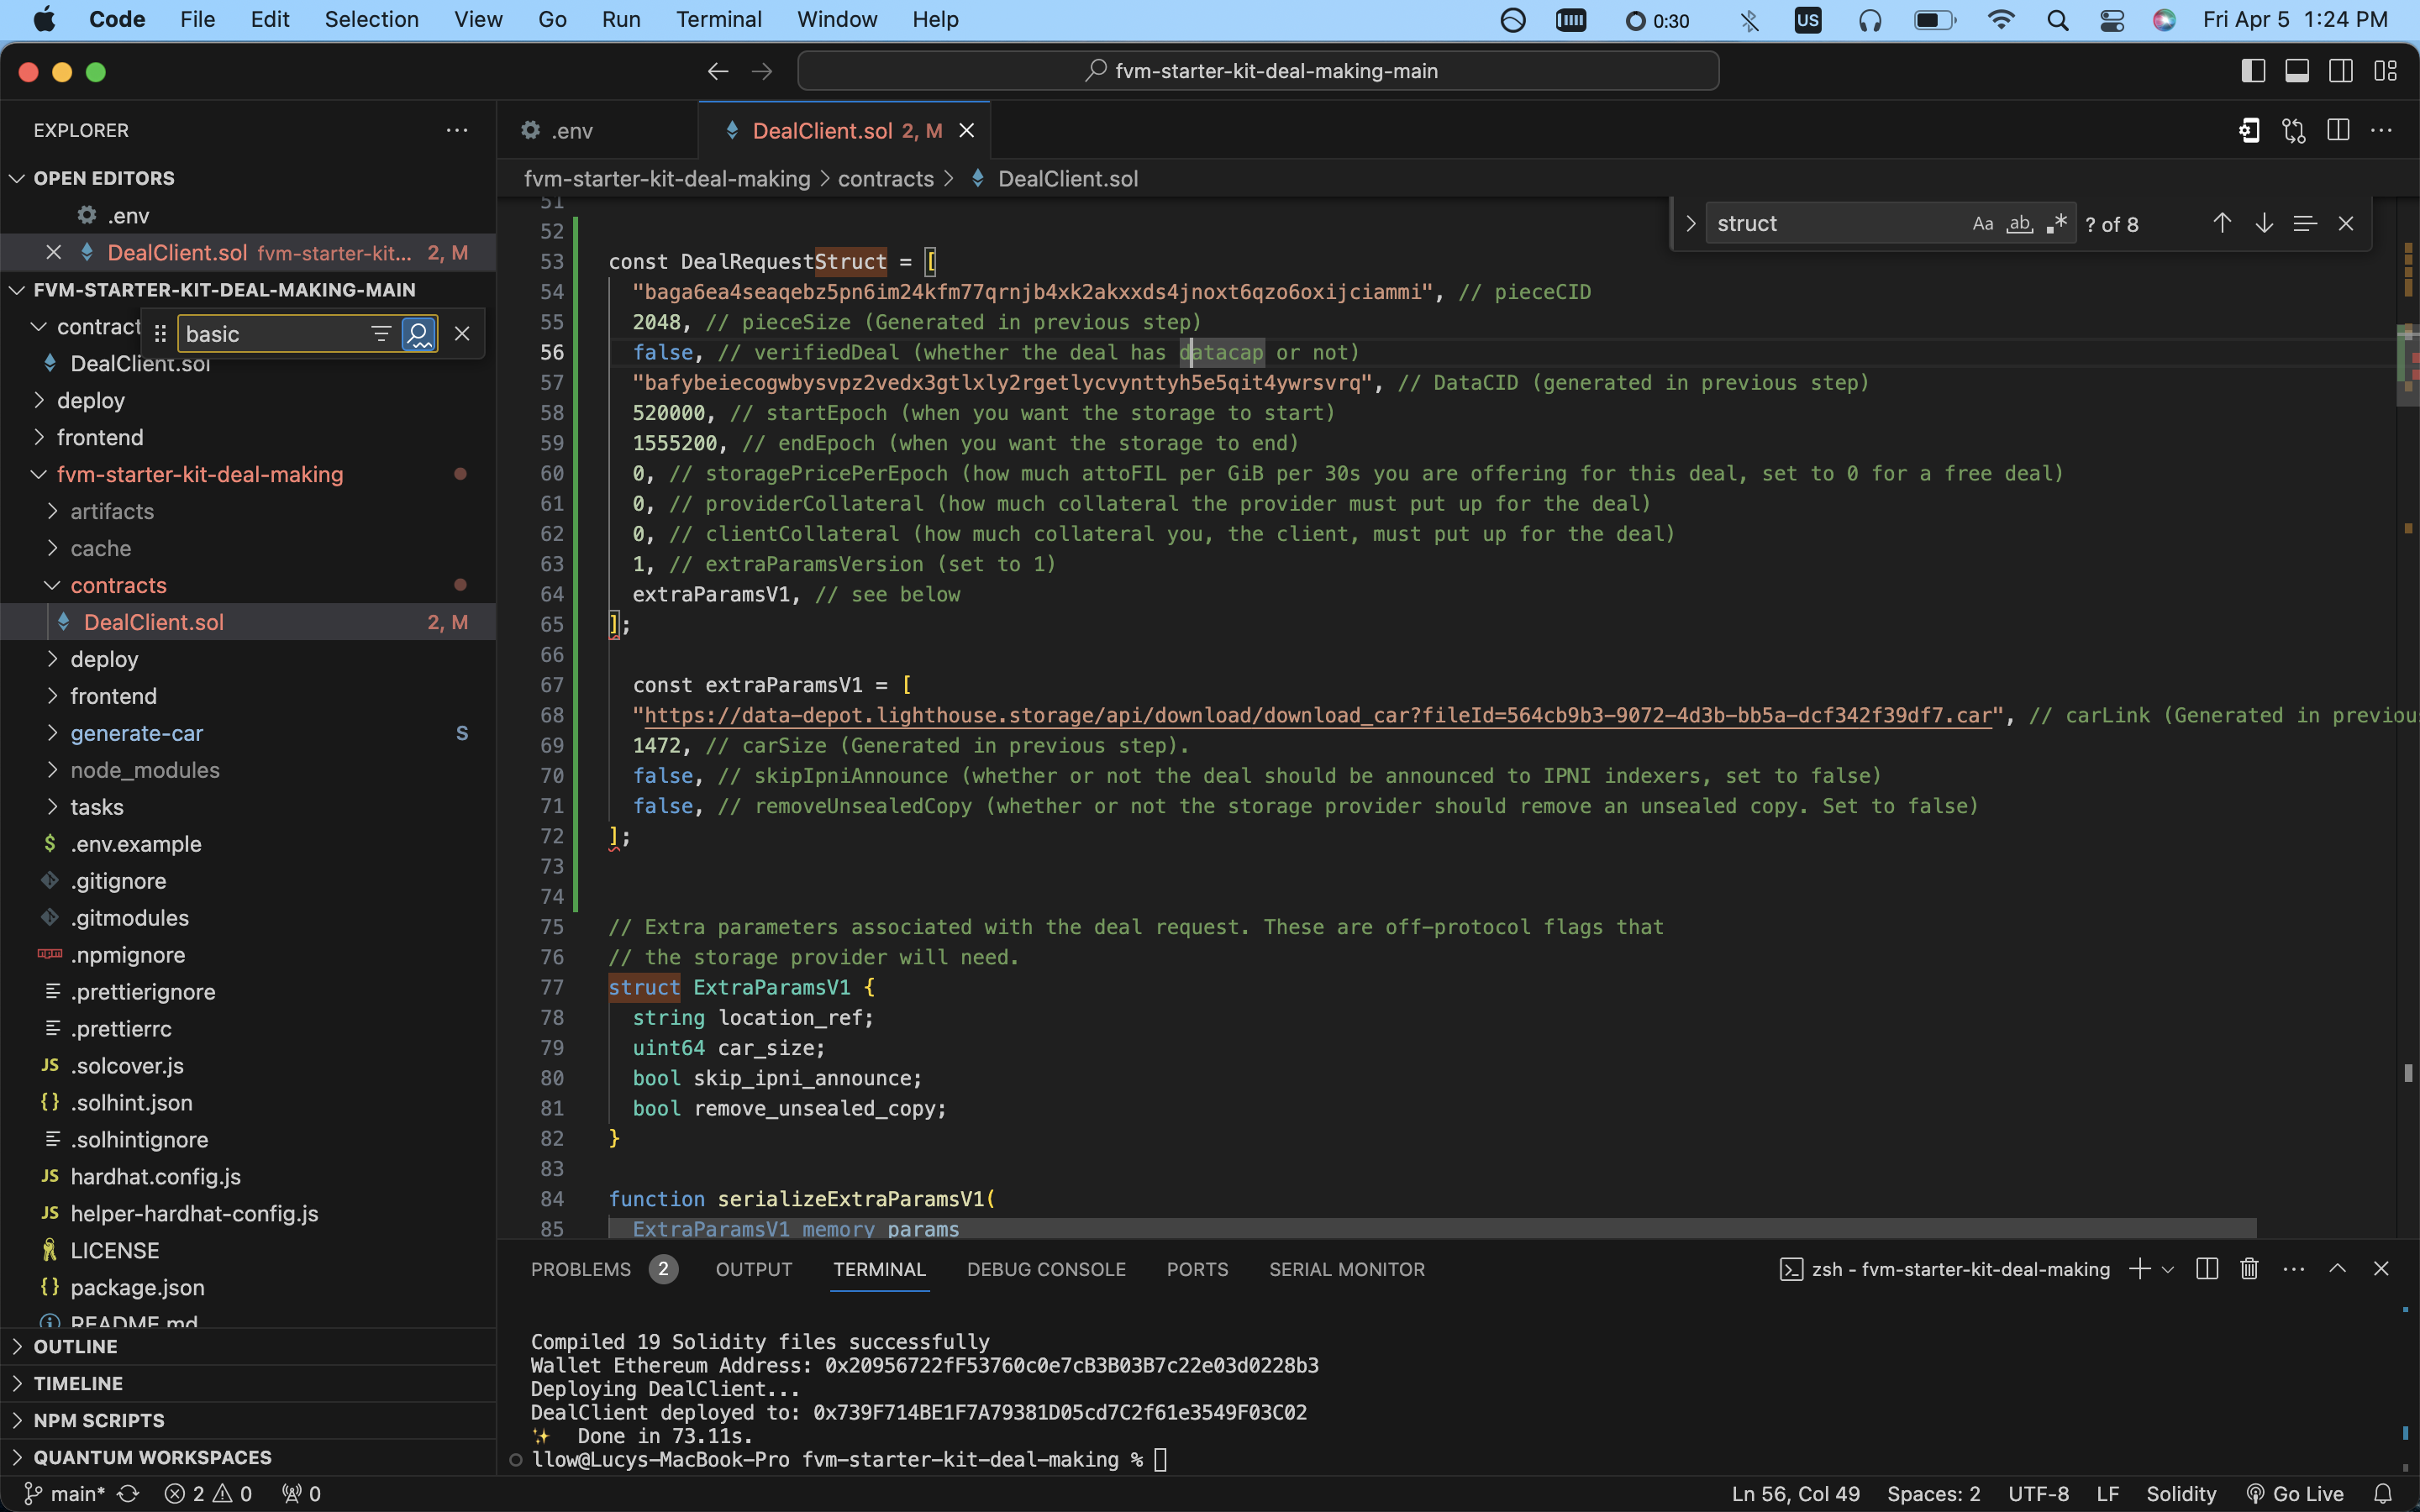 Code File Edit Selection View Go Run Terminal Window Help 0:30 US Fri Apr 5 1:24 PM
fvm-starter-kit-deal-making-main
EXPLORER
OPEN EDITORS
.env
DealClient.sol fvm-starter-kit... 2, M
FVM-STARTER-KIT-DEAL-MAKING-MAIN
contract
basic
DealClient.sol
deploy
frontend
fvm-starter-kit-deal-making
artifacts
cache
contracts
DealClient.sol 2, M
deploy
frontend
generate-car S
node_modules
tasks
$ .env.example
.gitignore
.gitmodules
npm .npmignore
.prettierignore
.prettierrc
JS .solcover.js
{} .solhint.json
.solhintignore
JS hardhat.config.js
JS helper-hardhat-config.js
LICENSE
{} package.json
README.md
OUTLINE
TIMELINE
NPM SCRIPTS
QUANTUM WORKSPACES
.env DealClient.sol 2, M
fvm-starter-kit-deal-making > contracts > DealClient.sol
struct Aa ab .* ? of 8
51
52
53 const DealRequestStruct = [
54 "baga6ea4seaqebz5pn6im24kfm77qrnjb4xk2akxxds4jnoxt6qzo6oxijciammi", // pieceCID
55 2048, // pieceSize (Generated in previous step)
56 false, // verifiedDeal (whether the deal has datacap or not)
57 "bafybeiecogwbysvpz2vedx3gtlxly2rgetlycvynttyh5e5qit4ywrsvrq", // DataCID (generated in previous step)
58 520000, // startEpoch (when you want the storage to start)
59 1555200, // endEpoch (when you want the storage to end)
60 0, // storagePricePerEpoch (how much attoFIL per GiB per 30s you are offering for this deal, set to 0 for a free deal)
61 0, // providerCollateral (how much collateral the provider must put up for the deal)
62 0, // clientCollateral (how much collateral you, the client, must put up for the deal)
63 1, // extraParamsVersion (set to 1)
64 extraParamsV1, // see below
65 ];
66
67 const extraParamsV1 = [
68 "https://data-depot.lighthouse.storage/api/download/download_car?fileId=564cb9b3-9072-4d3b-bb5a-dcf342f39df7.car", // carLink (Generated in previou
69 1472, // carSize (Generated in previous step).
70 false, // skipIpniAnnounce (whether or not the deal should be announced to IPNI indexers, set to false)
71 false, // removeUnsealedCopy (whether or not the storage provider should remove an unsealed copy. Set to false)
72 ];
73
74
75 // Extra parameters associated with the deal request. These are off-protocol flags that
76 // the storage provider will need.
77 struct ExtraParamsV1 {
78 string location_ref;
79 uint64 car_size;
80 bool skip_ipni_announce;
81 bool remove_unsealed_copy;
82 }
83
84 function serializeExtraParamsV1(
85 ExtraParamsV1 memory params
PROBLEMS 2 OUTPUT TERMINAL DEBUG CONSOLE PORTS SERIAL MONITOR zsh - fvm-starter-kit-deal-making
Compiled 19 Solidity files successfully
Wallet Ethereum Address: 0x20956722fF53760c0e7cB3B03B7c22e03d0228b3
Deploying DealClient...
DealClient deployed to: 0x739F714BE1F7A79381D05cd7C2f61e3549F03C02
✨ Done in 73.11s.
llow@Lucys-MacBook-Pro fvm-starter-kit-deal-making %
main* 2 0 0 Ln 56, Col 49 Spaces: 2 UTF-8 LF Solidity Go Live